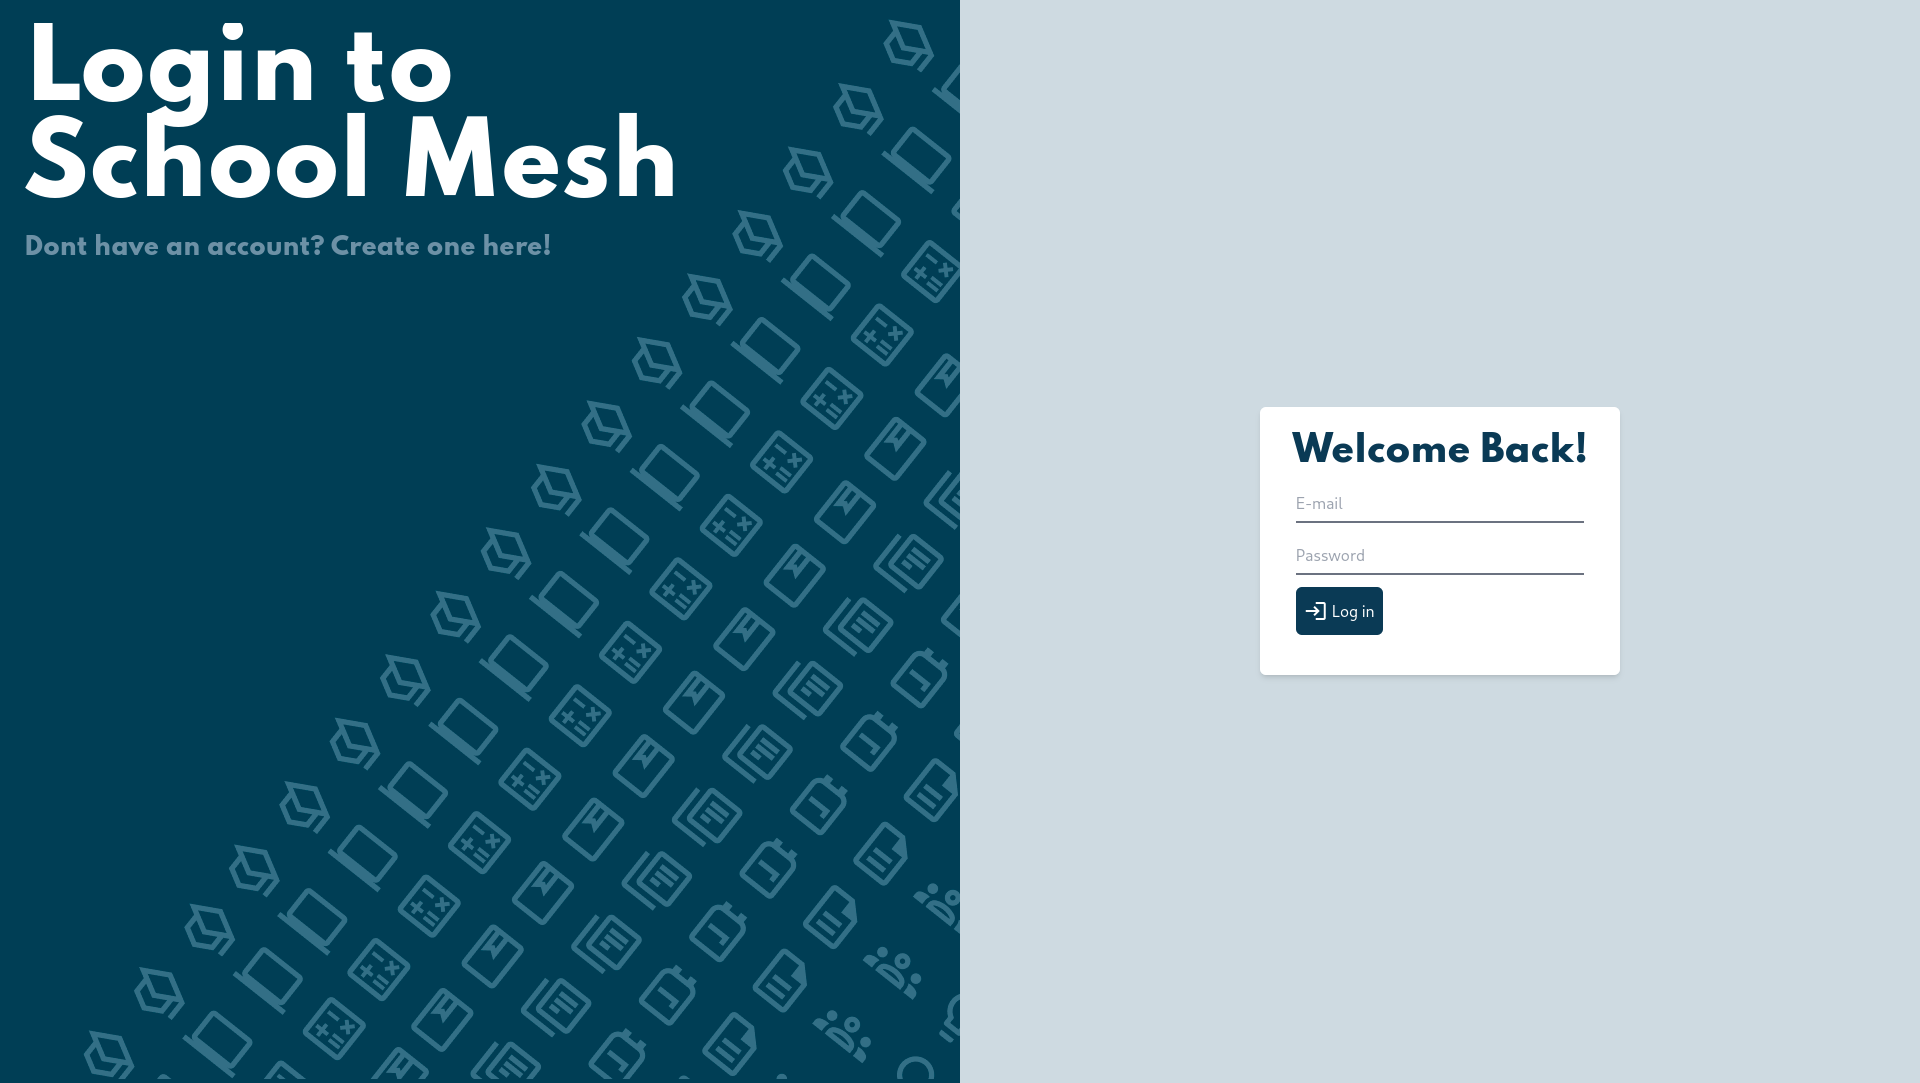 Login to
School Mesh
Dont have an account? Create one here!
Welcome Back!
E-mail
Password
Log in